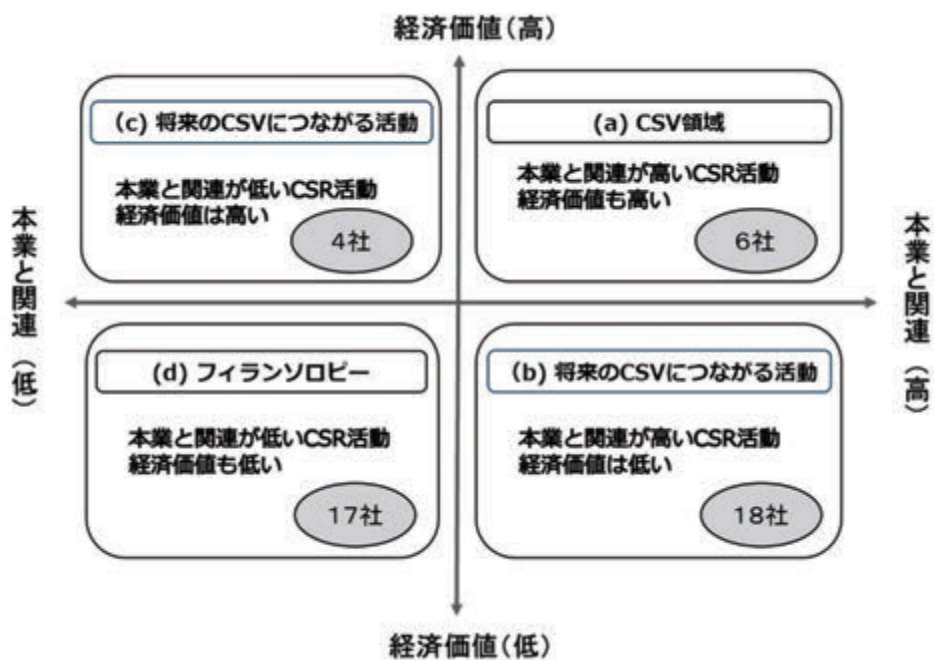 経済価値(高)
(c) 将来のCSVにつながる活動
本業と関連が低いCSR活動
経済価値は高い
4社
(a) CSV領域
本業と関連が高いCSR活動
経済価値も高い
6社
本業と関連(低)
本業と関連(高)
(d) フィランソロピー
本業と関連が低いCSR活動
経済価値も低い
17社
(b) 将来のCSVにつながる活動
本業と関連が高いCSR活動
経済価値は低い
18社
経済価値(低)